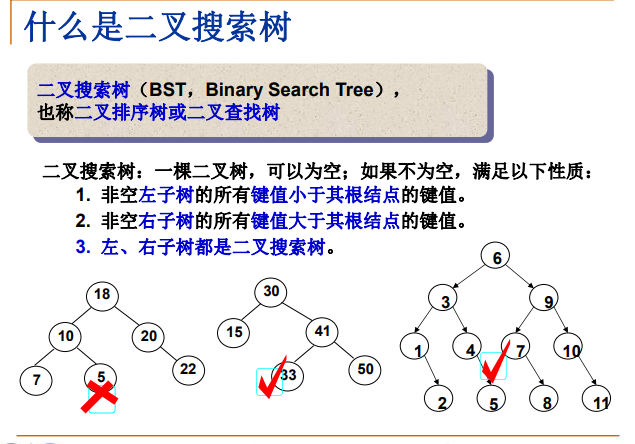 什么是二叉搜索树
二叉搜索树（BST，Binary Search Tree），
也称二叉排序树或二叉查找树
二叉搜索树：一棵二叉树，可以为空；如果不为空，满足以下性质：
1. 非空左子树的所有键值小于其根结点的键值。
2. 非空右子树的所有键值大于其根结点的键值。
3. 左、右子树都是二叉搜索树。
18
10 20
7 5 22
30
15 41
33 50
6
3 9
1 4 7 10
2 5 8 11